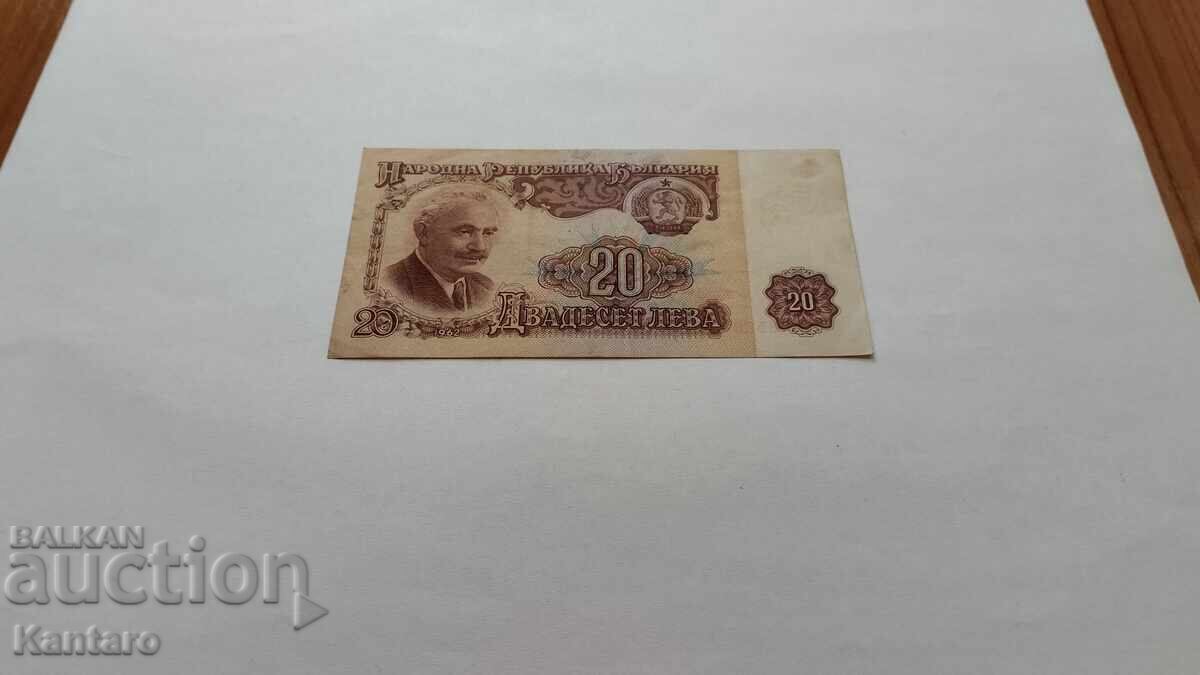 НАРОДНА РЕПУБЛИКА БЪЛГАРИЯ
20
20
20
ДВАДЕСЕТ ЛЕВА
BALKAN
auction
Kantaro